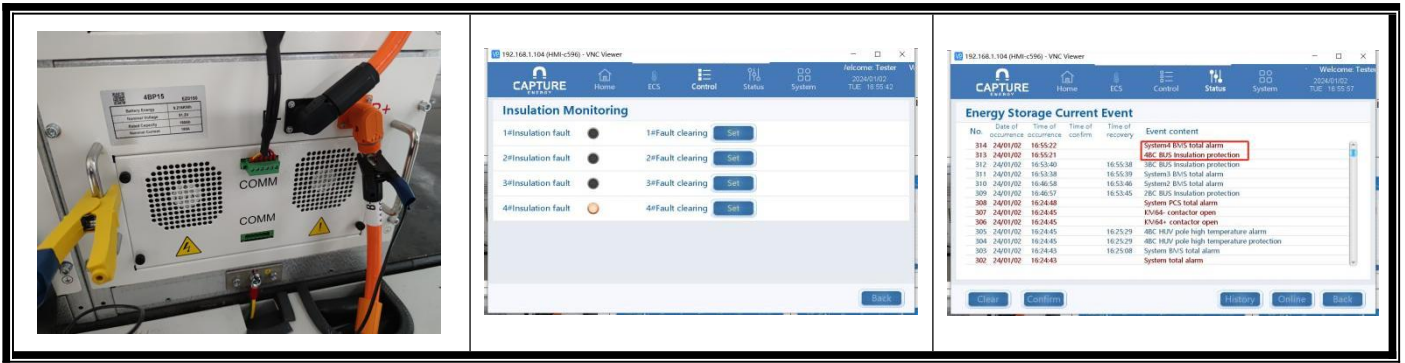 4BP15
Battery Energy
Nominal Voltage
51.2V
Rated Capacity
Nominal Current
COMM
COMM
B+
192.168.1.104 (HMI-c596) - VNC Viewer
CAPTURE
ENERGY
Home
ECS
Control
Status
System
Welcome: Tester
2024/01/02
TUE 16:55:42
Insulation Monitoring
1#Insulation fault
1#Fault clearing
Set
2#Insulation fault
2#Fault clearing
Set
3#Insulation fault
3#Fault clearing
Set
4#Insulation fault
4#Fault clearing
Set
Back
192.168.1.104 (HMI-c596) - VNC Viewer
CAPTURE
ENERGY
Home
ECS
Control
Status
System
Welcome: Tester
2024/01/02
TUE 16:55:57
Energy Storage Current Event
No. Date of occurrence Time of occurrence Time of confirm Time of recovery Event content
314 24/01/02 16:55:22 System4 BMS total alarm
313 24/01/02 16:55:21 4BC BUS Insulation protection
312 24/01/02 16:53:40 16:55:38 3BC BUS Insulation protection
311 24/01/02 16:53:38 16:55:39 System3 BMS total alarm
310 24/01/02 16:46:58 16:53:46 System2 BMS total alarm
309 24/01/02 16:46:57 16:53:45 2BC BUS Insulation protection
308 24/01/02 16:24:48 System PCS total alarm
307 24/01/02 16:24:45 KM64- contactor open
306 24/01/02 16:24:45 KM64+ contactor open
305 24/01/02 16:24:45 16:25:29 4BC HUV pole high temperature alarm
304 24/01/02 16:24:45 16:25:29 4BC HUV pole high temperature protection
303 24/01/02 16:24:43 16:25:08 System BMS total alarm
302 24/01/02 16:24:43 System total alarm
Clear
Confirm
History
Online
Back